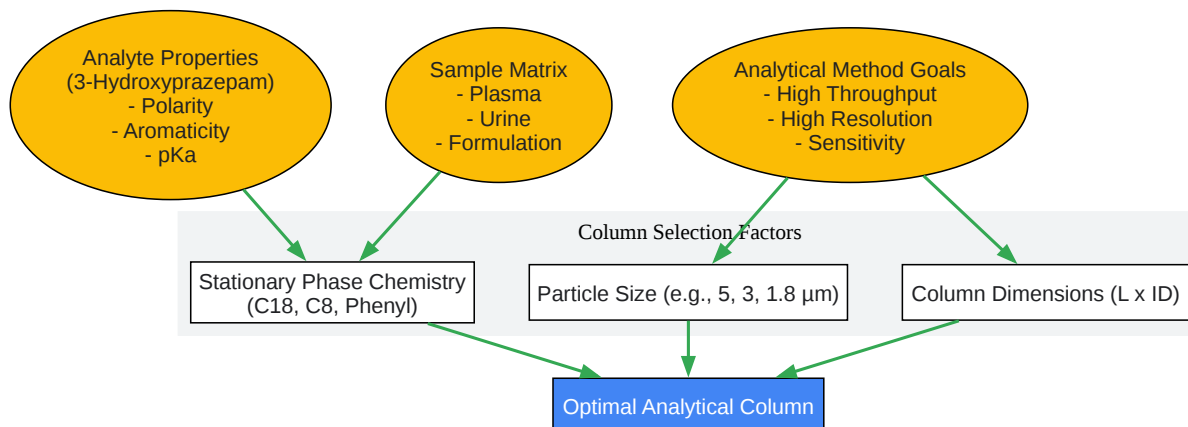 Analyte Properties
(3-Hydroxyprazepam)
- Polarity
- Aromaticity
- pKa
Sample Matrix
- Plasma
- Urine
- Formulation
Analytical Method Goals
- High Throughput
- High Resolution
- Sensitivity
Column Selection Factors
Stationary Phase Chemistry
(C18, C8, Phenyl)
Particle Size (e.g., 5, 3, 1.8 µm)
Column Dimensions (L x ID)
Optimal Analytical Column